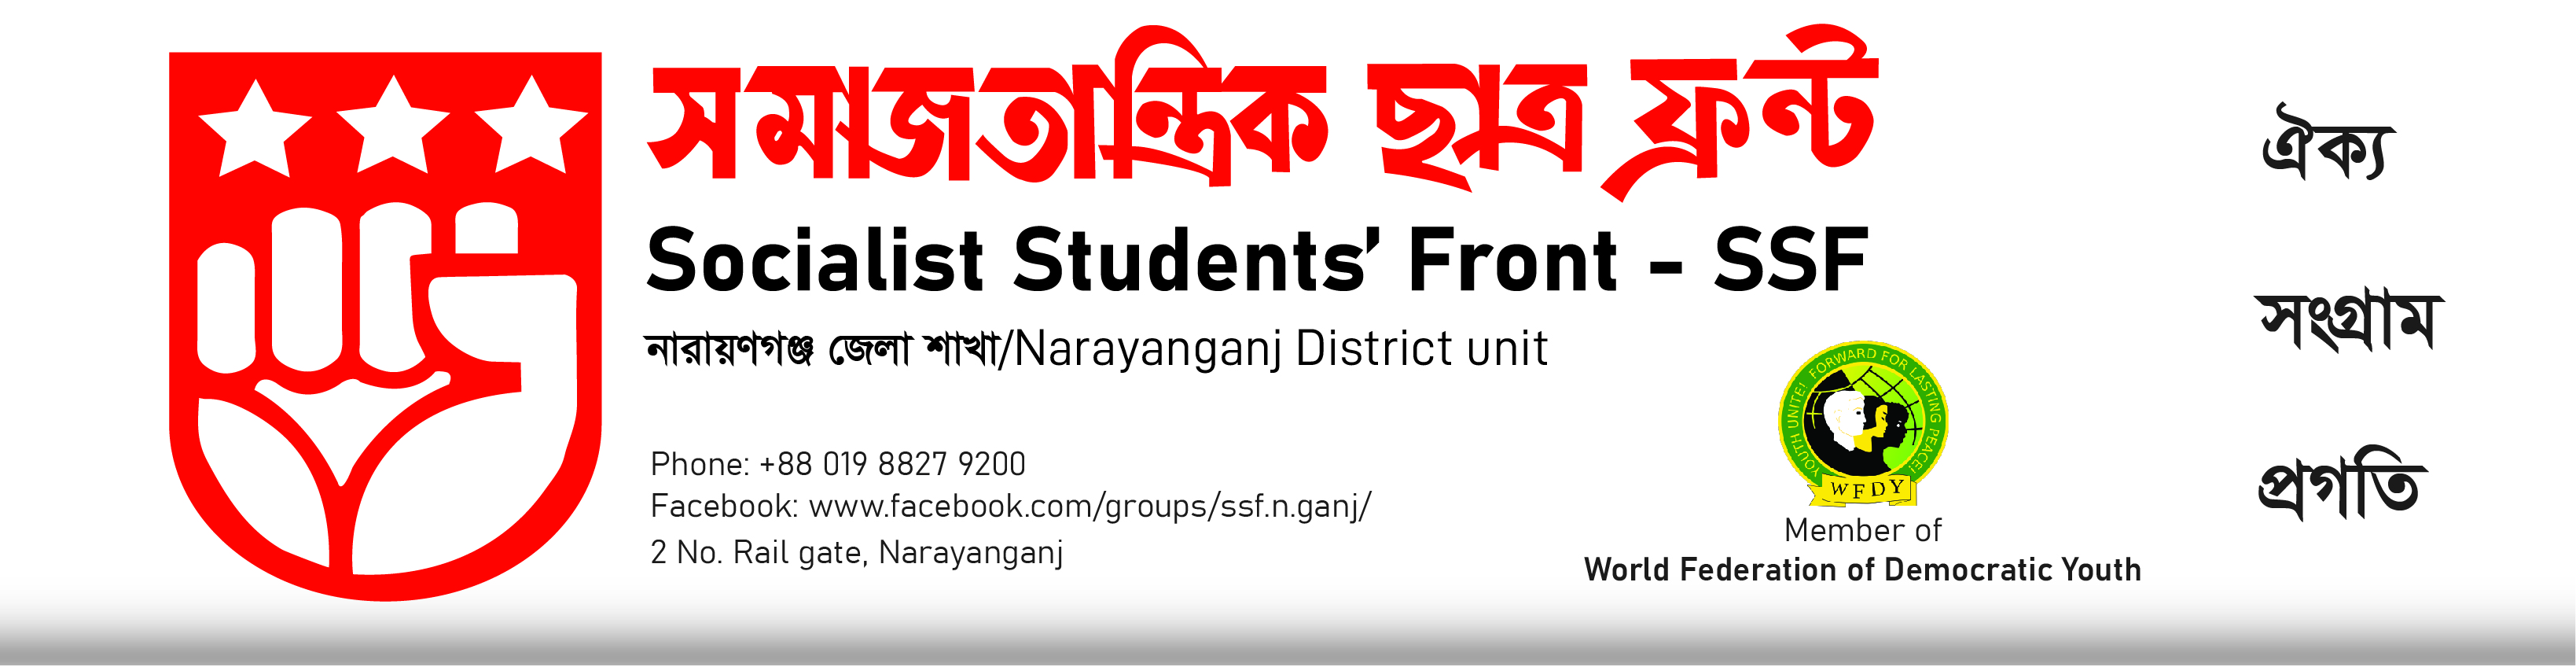 সমাজতান্ত্রিক ছাত্র ফ্রন্ট
Socialist Students’ Front - SSF
নারায়ণগঞ্জ জেলা শাখা/Narayanganj District unit
Phone: +88 019 8827 9200
Facebook: www.facebook.com/groups/ssf.n.ganj/
2 No. Rail gate, Narayanganj
YOUTH UNITE! FORWARD FOR LASTING PEACE!
WFDY
Member of
World Federation of Democratic Youth
ঐক্য
সংগ্রাম
প্রগতি